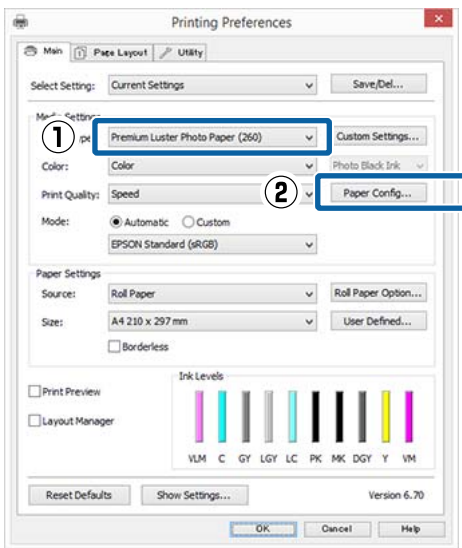 Printing Preferences
Main Page Layout Utility
Select Setting: Current Settings Save/Del...
Media Settings
① Type: Premium Luster Photo Paper (260) Custom Settings...
Color: Color Photo Black Ink
Print Quality: Speed ② Paper Config...
Mode: Automatic Custom
EPSON Standard (sRGB)
Paper Settings
Source: Roll Paper Roll Paper Option...
Size: A4 210 x 297 mm User Defined...
Borderless
Ink Levels
Print Preview
Layout Manager
VLM C GY LGY LC PK MK DGY Y VM
Reset Defaults Show Settings... Version 6.70
OK Cancel Help